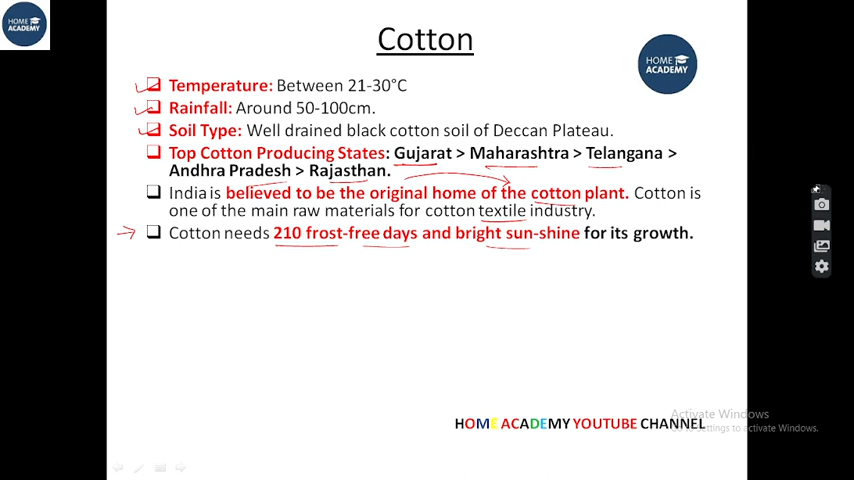 HOME
ACADEMY
Cotton
HOME
ACADEMY
Temperature: Between 21-30°C
Rainfall: Around 50-100cm.
Soil Type: Well drained black cotton soil of Deccan Plateau.
Top Cotton Producing States: Gujarat > Maharashtra > Telangana >
Andhra Pradesh > Rajasthan.
India is believed to be the original home of the cotton plant. Cotton is
one of the main raw materials for cotton textile industry.
Cotton needs 210 frost-free days and bright sun-shine for its growth.
HOME ACADEMY YOUTUBE CHANNEL
Activate Windows
Go to Settings to activate Windows.